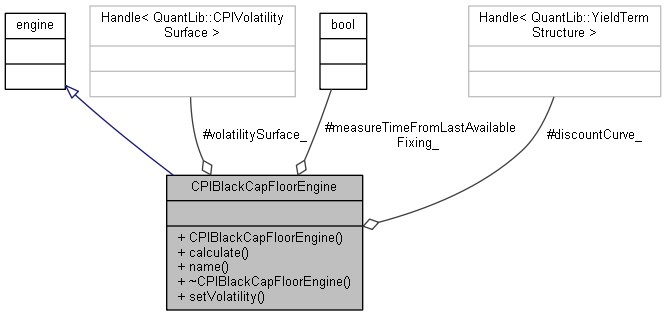 engine
Handle< QuantLib::CPIVolatility
Surface >
bool
Handle< QuantLib::YieldTerm
Structure >
#volatilitySurface_
#measureTimeFromLastAvailable
Fixing_
#discountCurve_
CPIBlackCapFloorEngine
+ CPIBlackCapFloorEngine()
+ calculate()
+ name()
+ ~CPIBlackCapFloorEngine()
+ setVolatility()